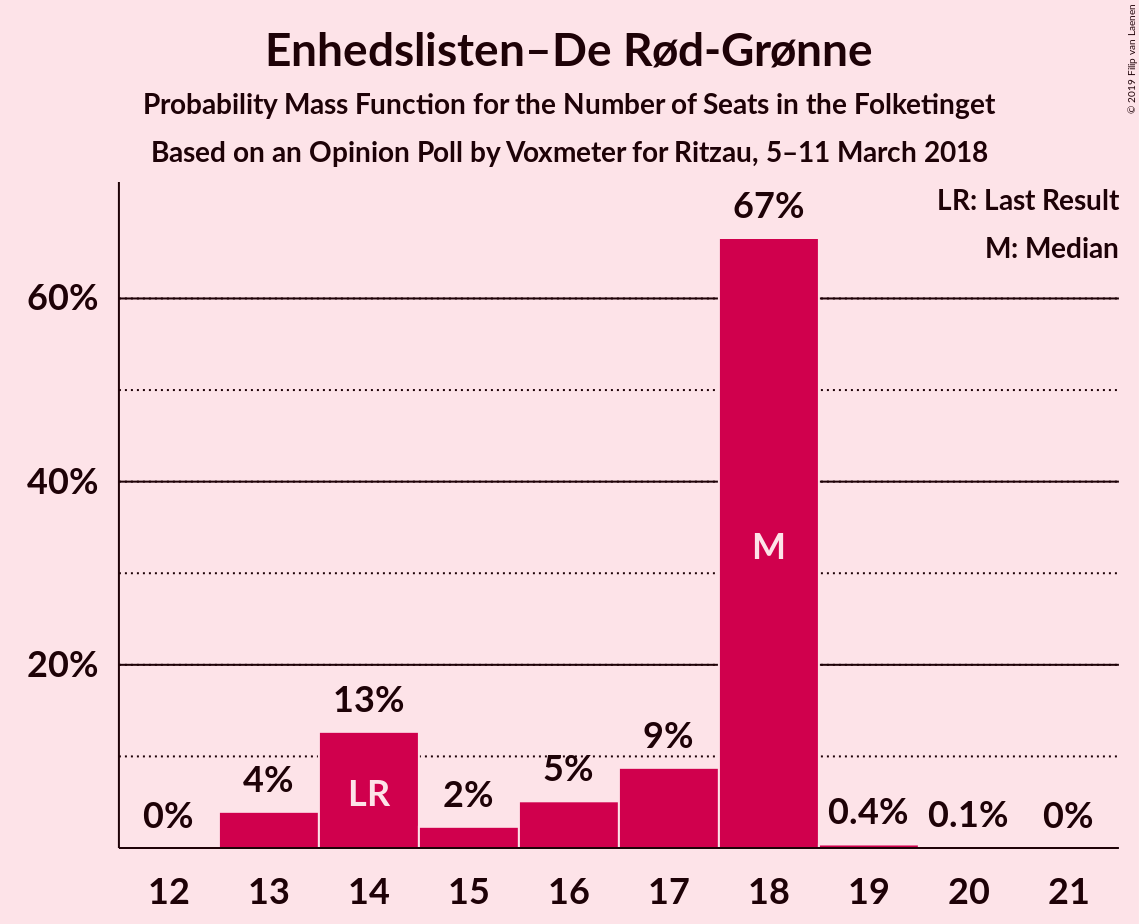 Enhedslisten–De Rød-Grønne
Probability Mass Function for the Number of Seats in the Folketinget
Based on an Opinion Poll by Voxmeter for Ritzau, 5–11 March 2018
© 2019 Filip van Laenen
LR: Last Result
M: Median
67%
60%
M
40%
20%
13%
9%
5%
4%
LR
2%
0%
0.4%
0.1%
0%
12 13 14 15 16 17 18 19 20 21